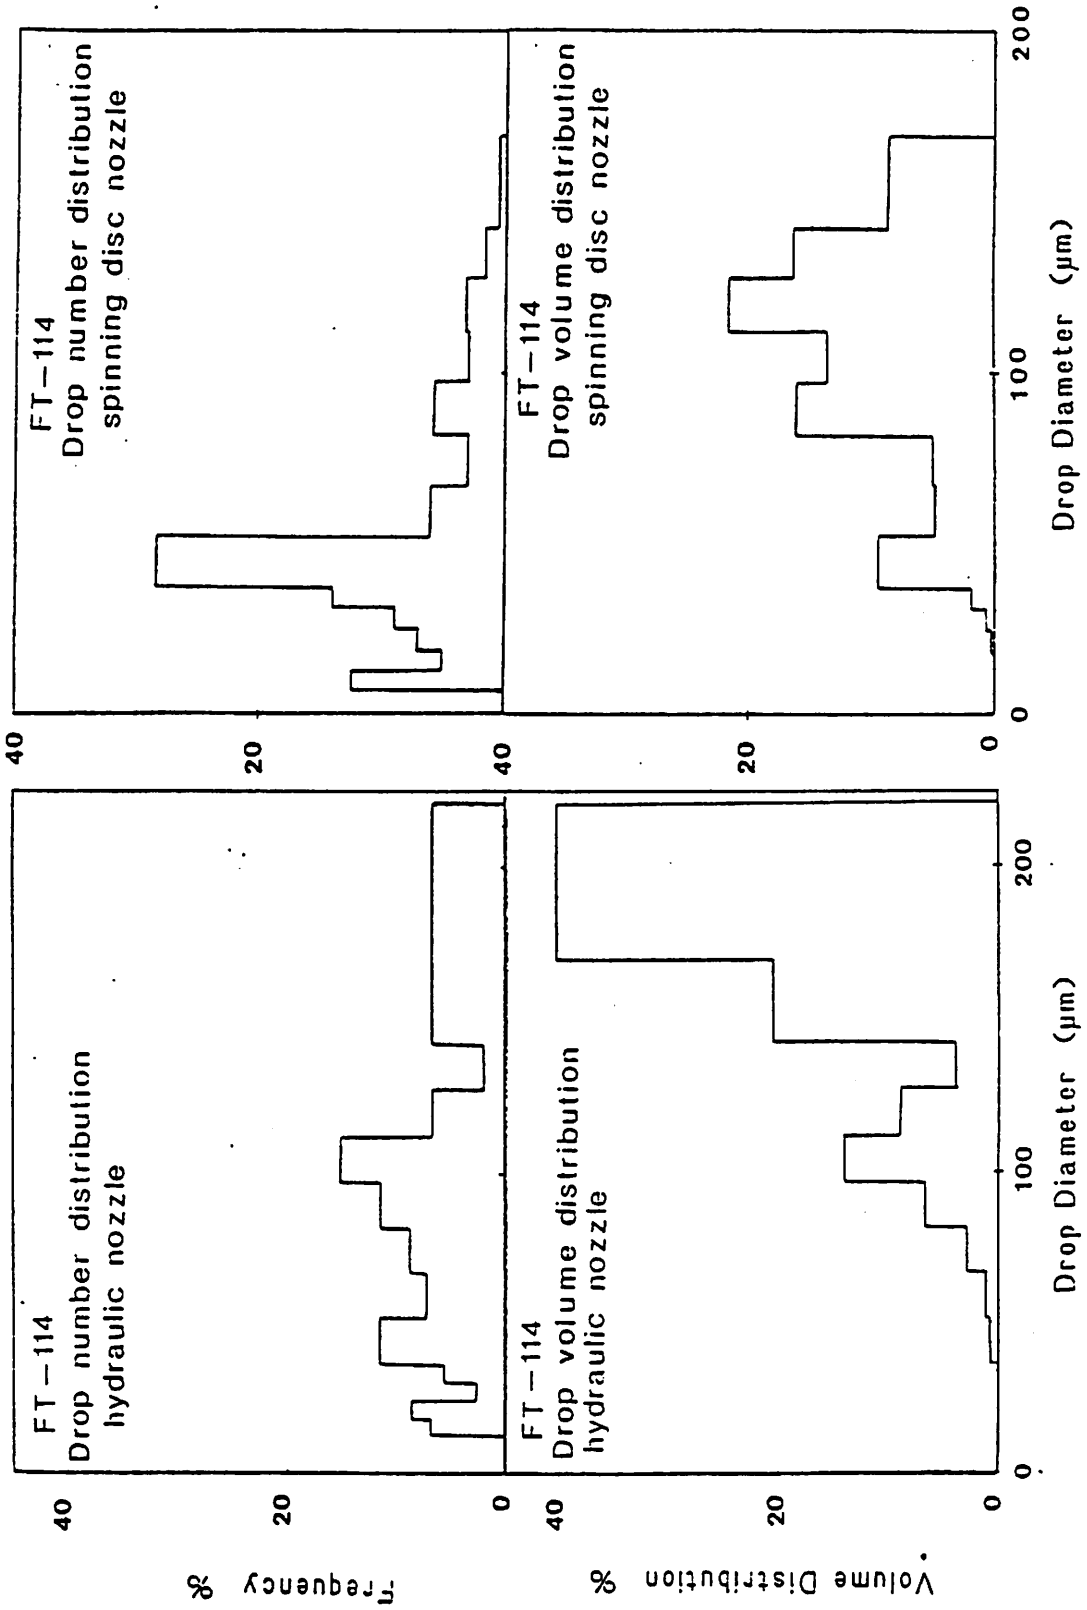 FT-114
Drop number distribution
hydraulic nozzle
FT-114
Drop number distribution
spinning disc nozzle
40
20
0
Frequency %
40
20
40
FT-114
Drop volume distribution
hydraulic nozzle
FT-114
Drop volume distribution
spinning disc nozzle
40
20
0
Volume Distribution %
20
0
0
100
200
Drop Diameter (µm)
0
100
200
Drop Diameter (µm)